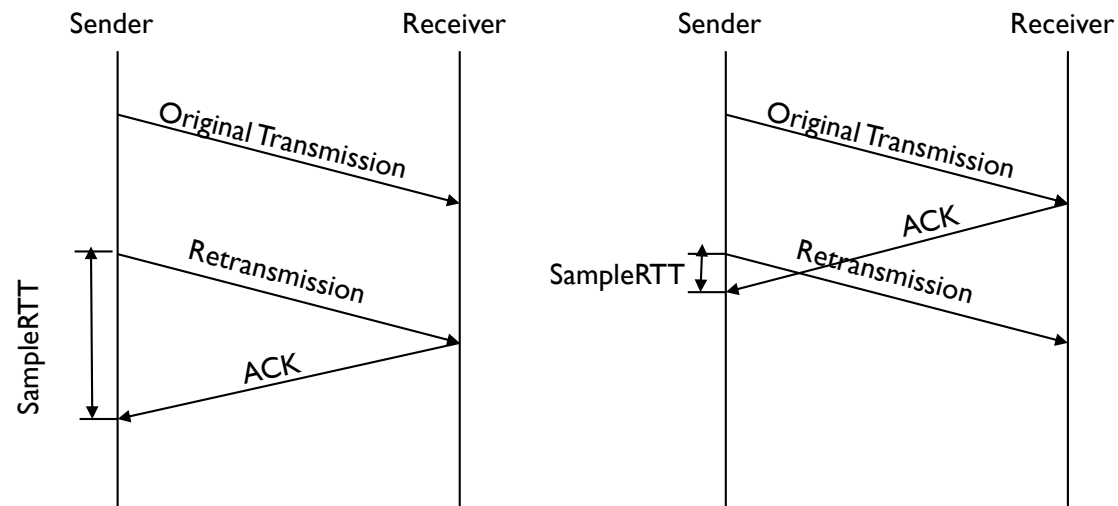 Sender
Receiver
Original Transmission
Retransmission
SampleRTT
ACK
Sender
Receiver
Original Transmission
ACK
Retransmission
SampleRTT